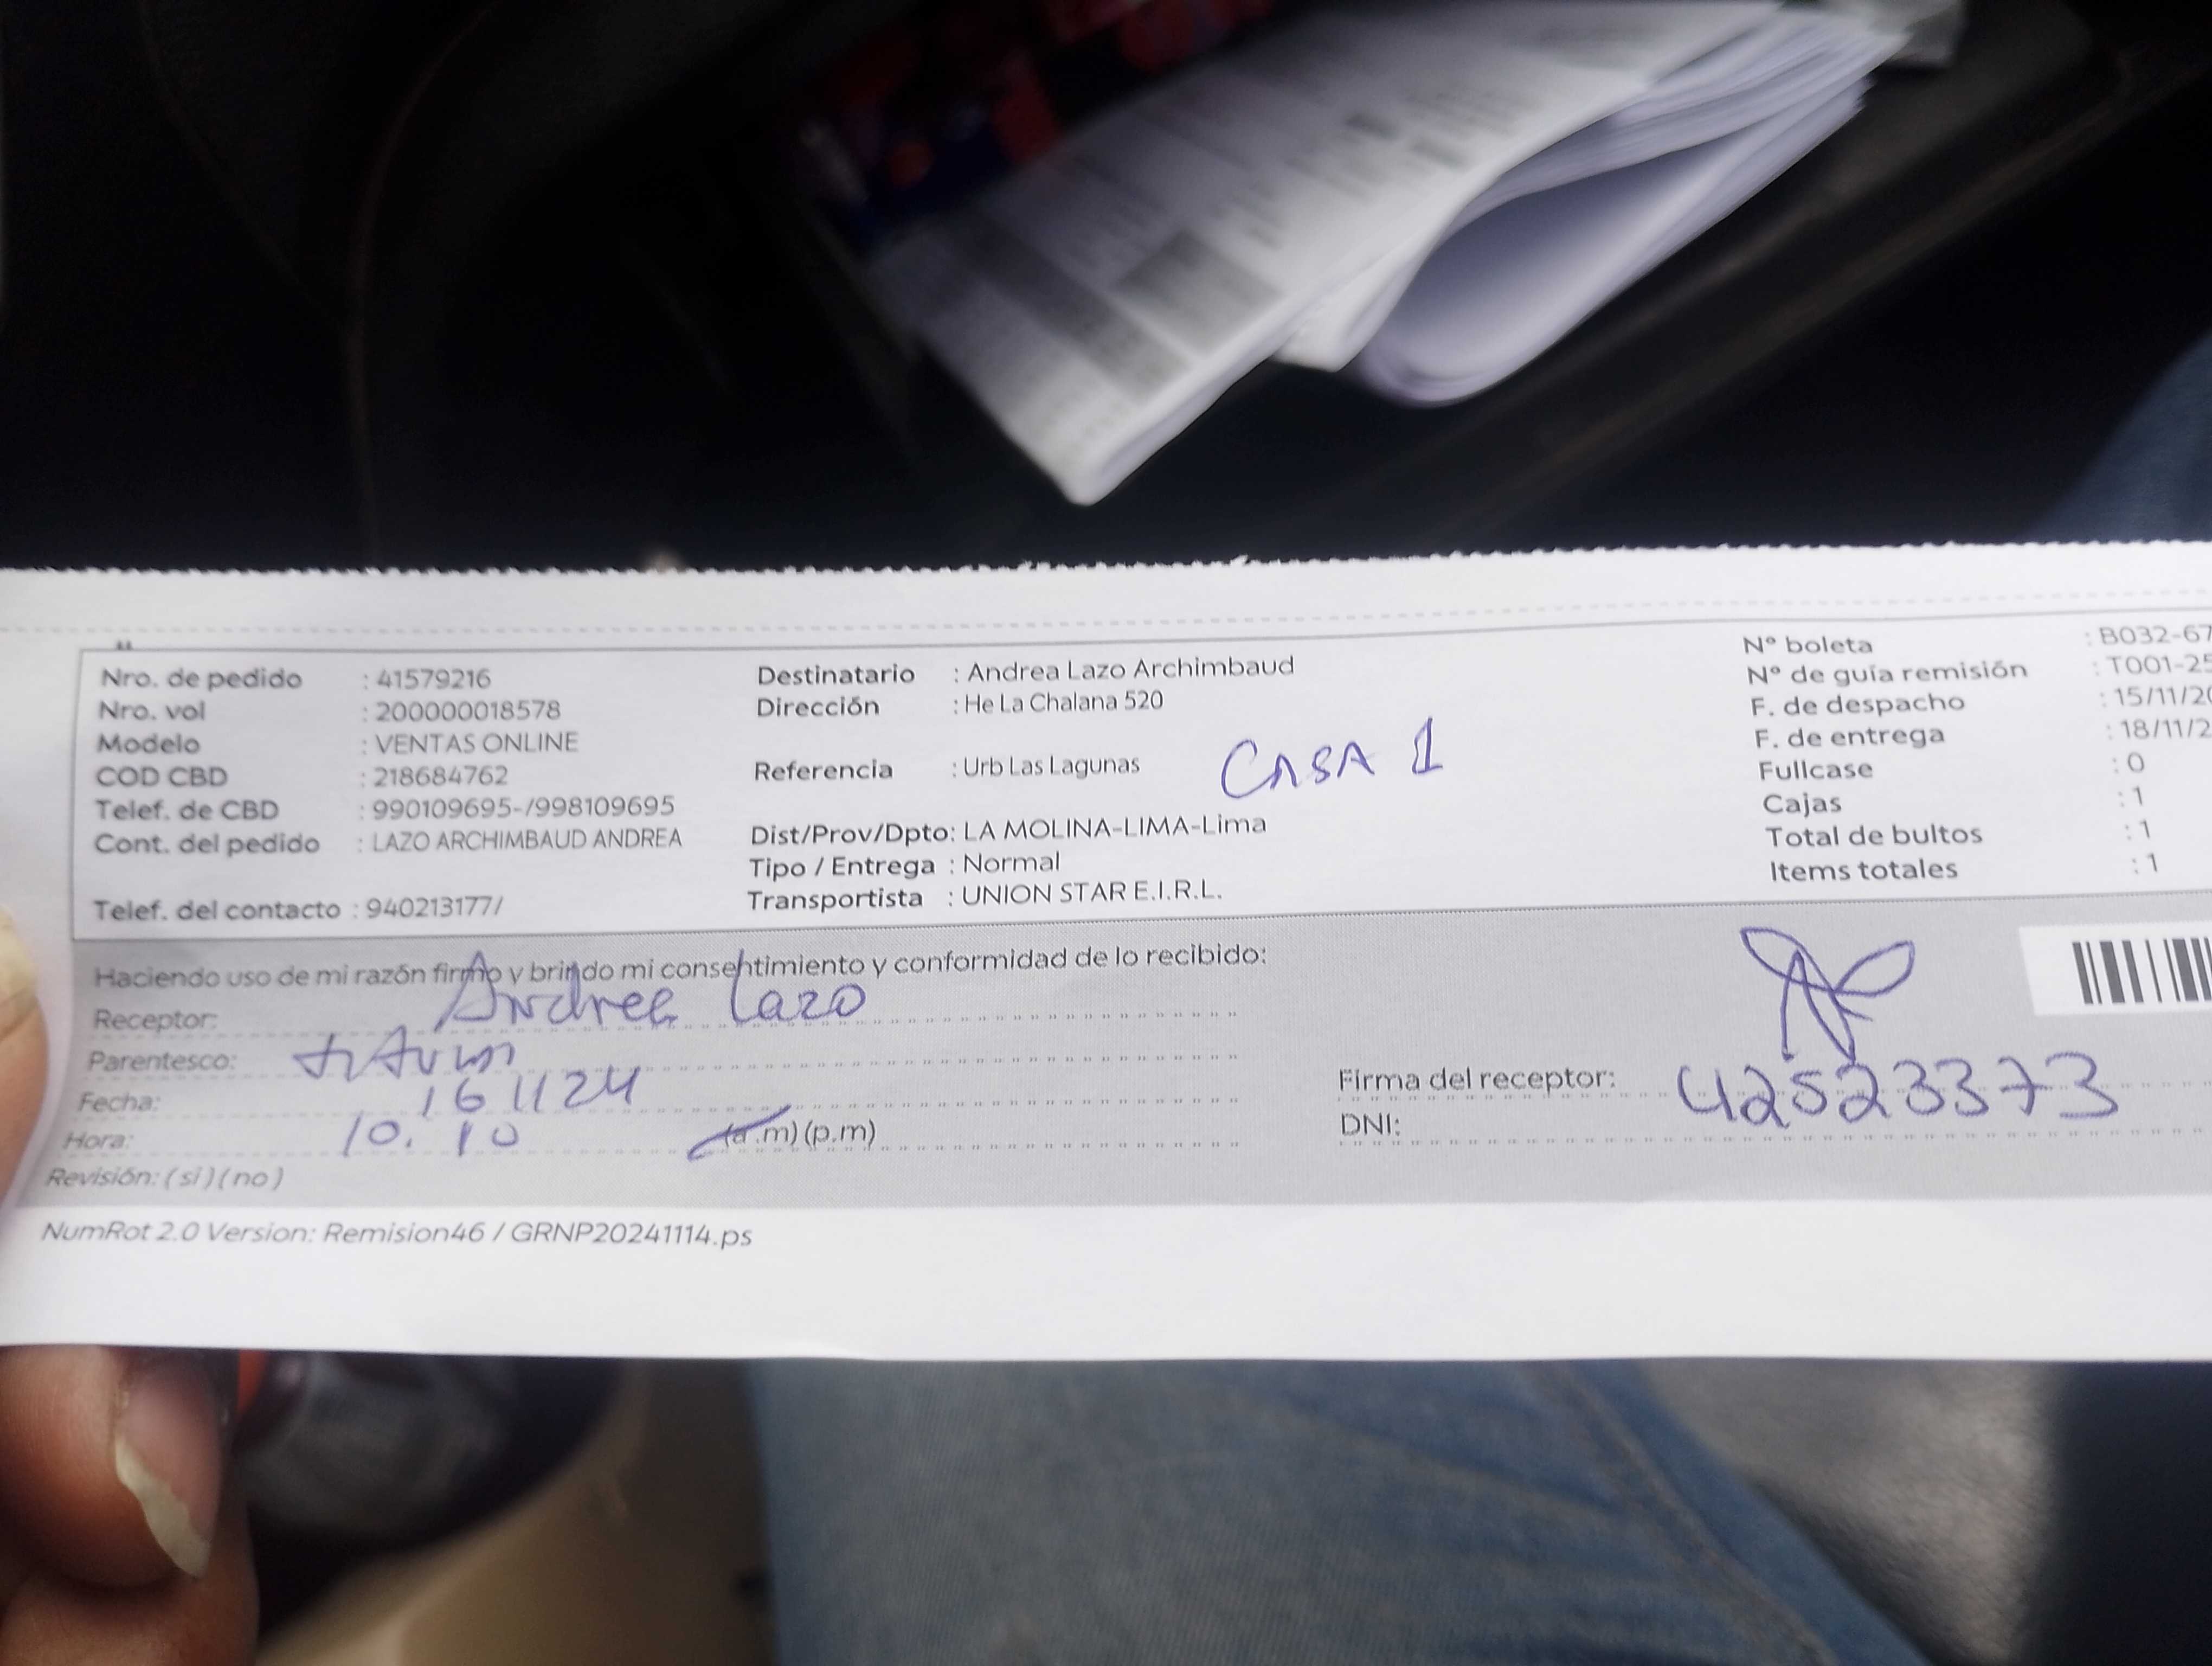 Nro. de pedido : 41579216
Nro. vol : 200000018578
Modelo : VENTAS ONLINE
COD CBD : 218684762
Telef. de CBD : 990109695-/998109695
Cont. del pedido : LAZO ARCHIMBAUD ANDREA
Telef. del contacto : 940213177/
Destinatario : Andrea Lazo Archimbaud
Dirección : He La Chalana 520
Referencia : Urb Las Lagunas CASA 1
Dist/Prov/Dpto: LA MOLINA-LIMA-Lima
Tipo / Entrega : Normal
Transportista : UNION STAR E.I.R.L.
Nº boleta : B032-67
Nº de guía remisión : T001-25
F. de despacho : 15/11/20
F. de entrega : 18/11/2
Fullcase : 0
Cajas : 1
Total de bultos : 1
Items totales : 1
Haciendo uso de mi razón firmo y brindo mi consentimiento y conformidad de lo recibido:
Receptor: Andrea Lazo
Parentesco:
Fecha: 161124
Hora: 10:10 (a.m) (p.m)
Revisión: (si) (no)
Firma del receptor:
DNI: 42523373
NumRot 2.0 Version: Remision46 / GRNP20241114.ps